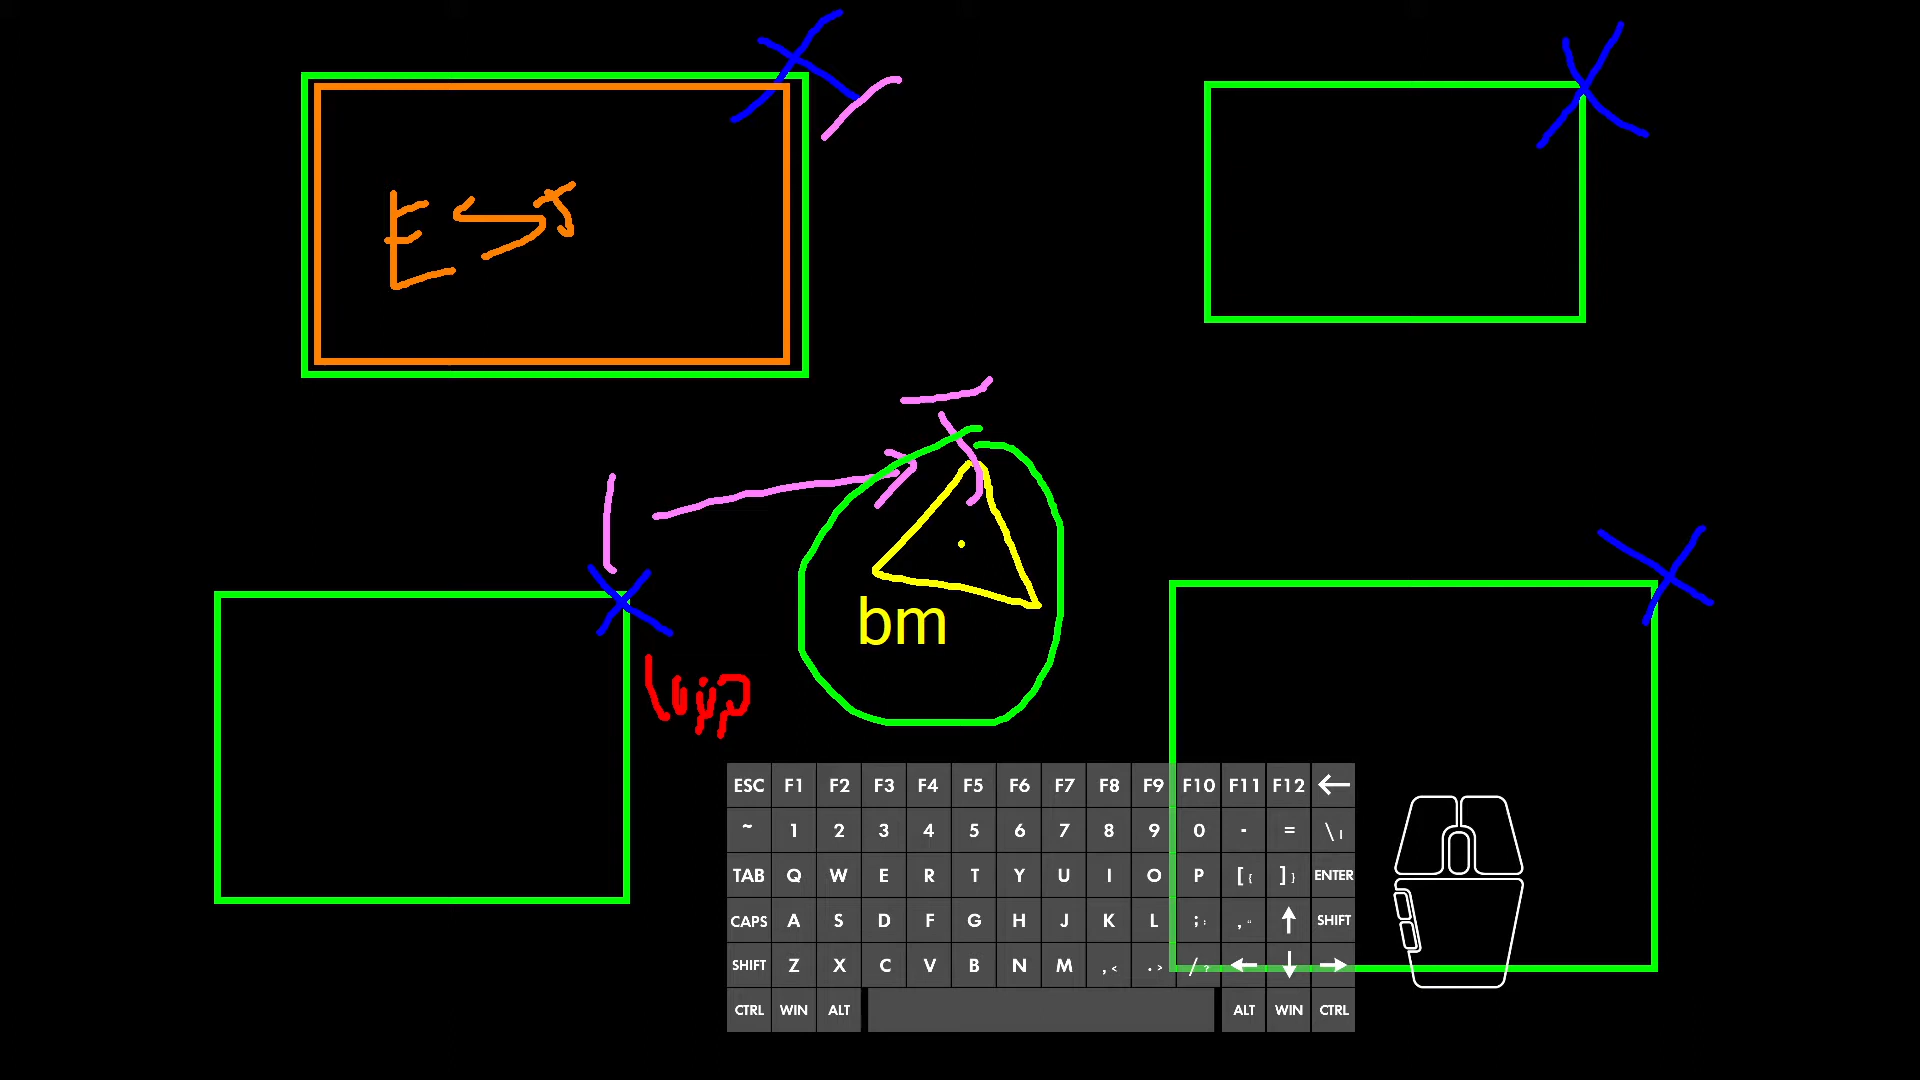 bm
ESC F1 F2 F3 F4 F5 F6 F7 F8 F9 F10 F11 F12 ←
~ 1 2 3 4 5 6 7 8 9 0 - = \ |
TAB Q W E R T Y U I O P [ { ] } ENTER
CAPS A S D F G H J K L ; : , " ↑ SHIFT
SHIFT Z X C V B N M , < . > / ? ← ↓ →
CTRL WIN ALT ALT WIN CTRL